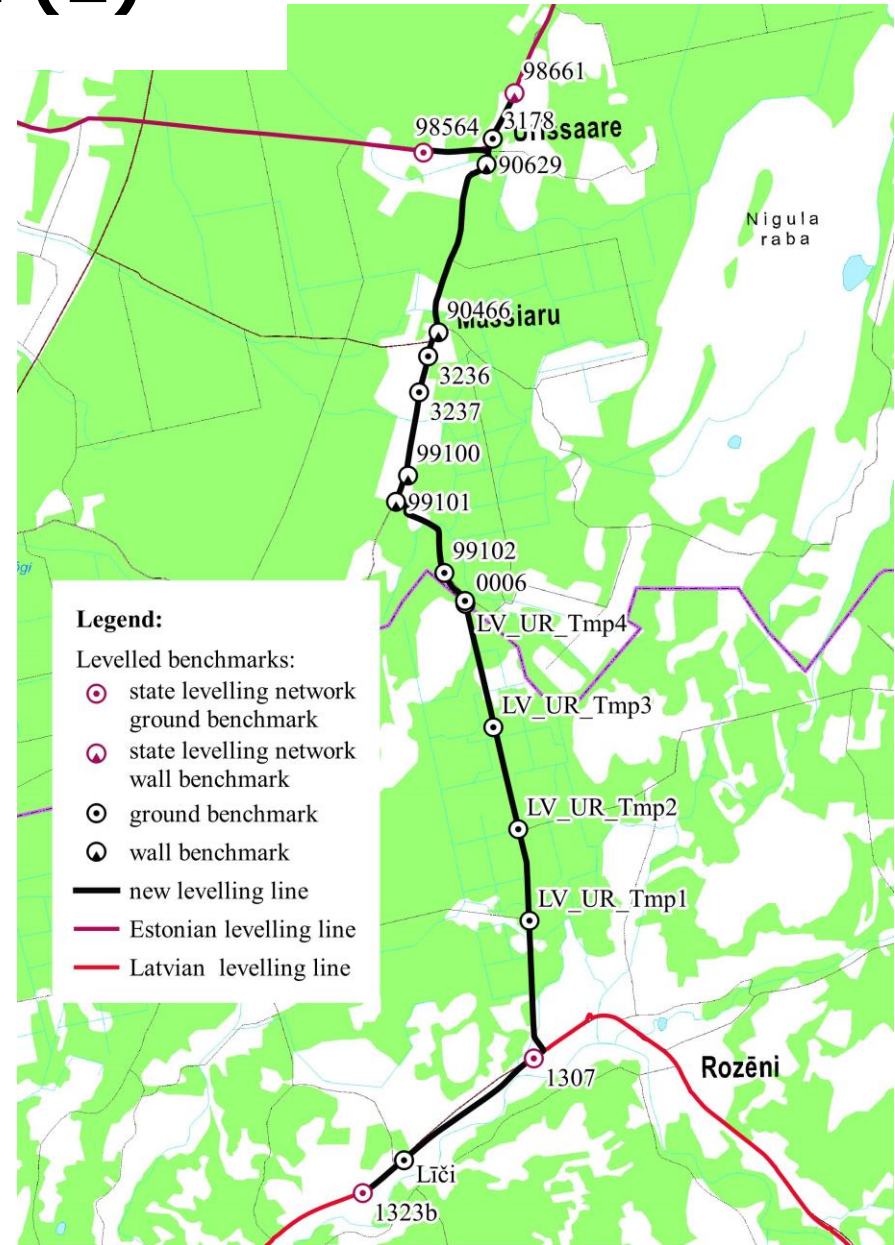 98661
3178
98564
90629
Nigula
raba
90466
3236
3237
99100
99101
99102
0006
LV_UR_Tmp4
LV_UR_Tmp3
LV_UR_Tmp2
LV_UR_Tmp1
Legend:
Levelled benchmarks:
state levelling network
ground benchmark
state levelling network
wall benchmark
ground benchmark
wall benchmark
new levelling line
Estonian levelling line
Latvian levelling line
Rozēni
1307
Līči
1323b